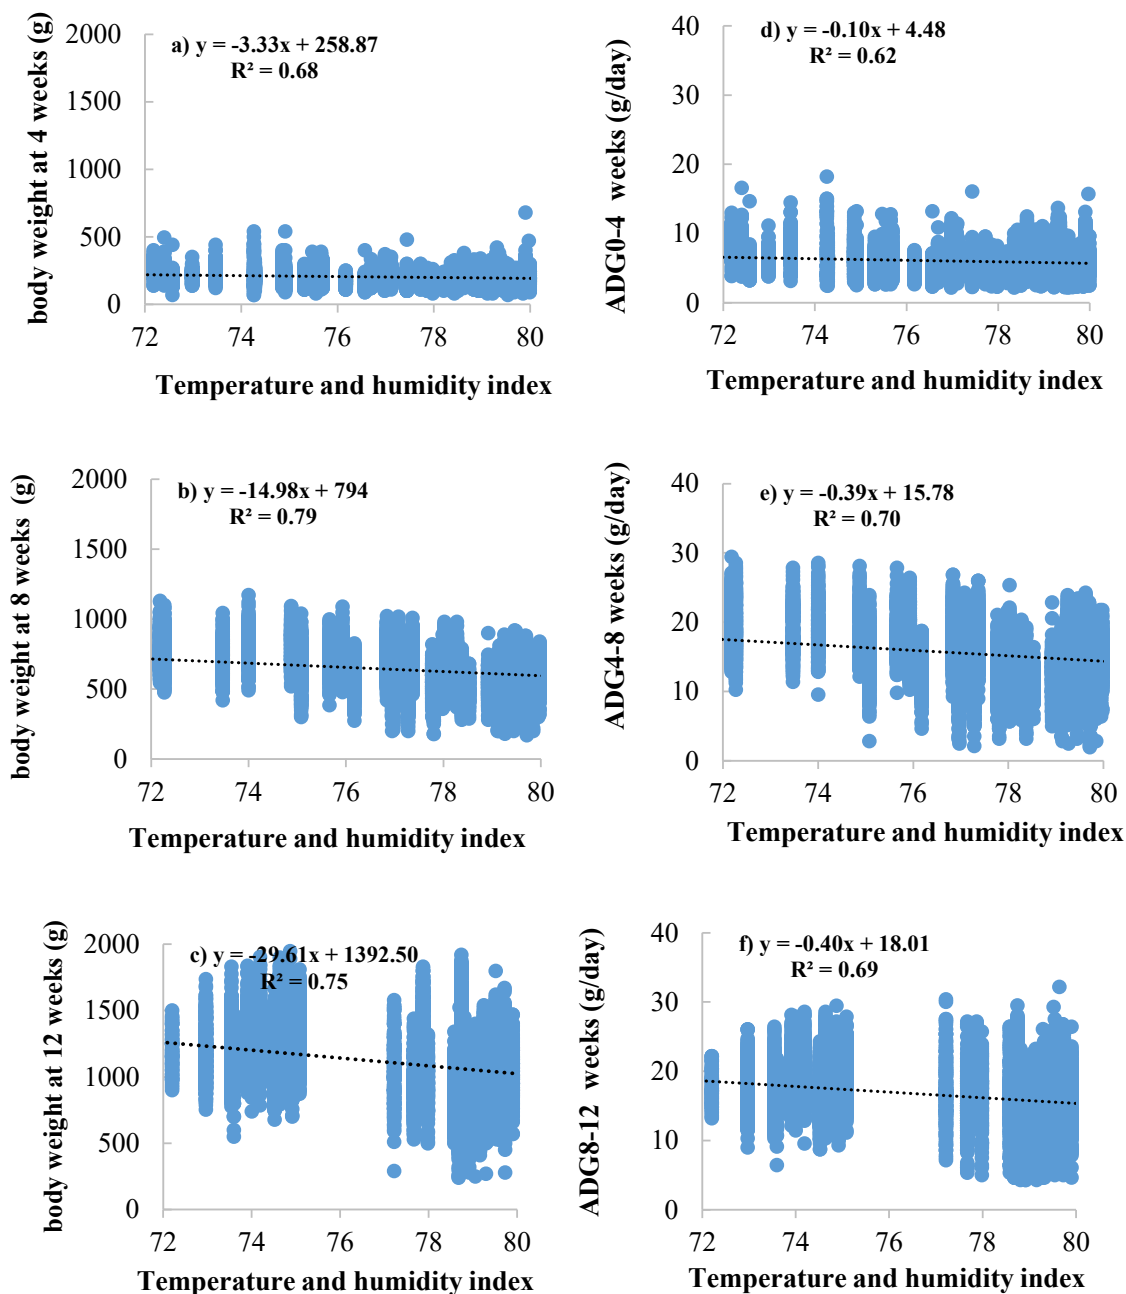 body weight at 4 weeks (g)
2000
1500
1000
500
0
a) y = -3.33x + 258.87
R² = 0.68
72 74 76 78 80
Temperature and humidity index
ADG0-4 weeks (g/day)
40
30
20
10
0
d) y = -0.10x + 4.48
R² = 0.62
72 74 76 78 80
Temperature and humidity index
body weight at 8 weeks (g)
2000
1500
1000
500
0
b) y = -14.98x + 794
R² = 0.79
72 74 76 78 80
Temperature and humidity index
ADG4-8 weeks (g/day)
40
30
20
10
0
e) y = -0.39x + 15.78
R² = 0.70
72 74 76 78 80
Temperature and humidity index
body weight at 12 weeks (g)
2000
1500
1000
500
0
c) y = -29.61x + 1392.50
R² = 0.75
72 74 76 78 80
Temperature and humidity index
ADG8-12 weeks (g/day)
40
30
20
10
0
f) y = -0.40x + 18.01
R² = 0.69
72 74 76 78 80
Temperature and humidity index